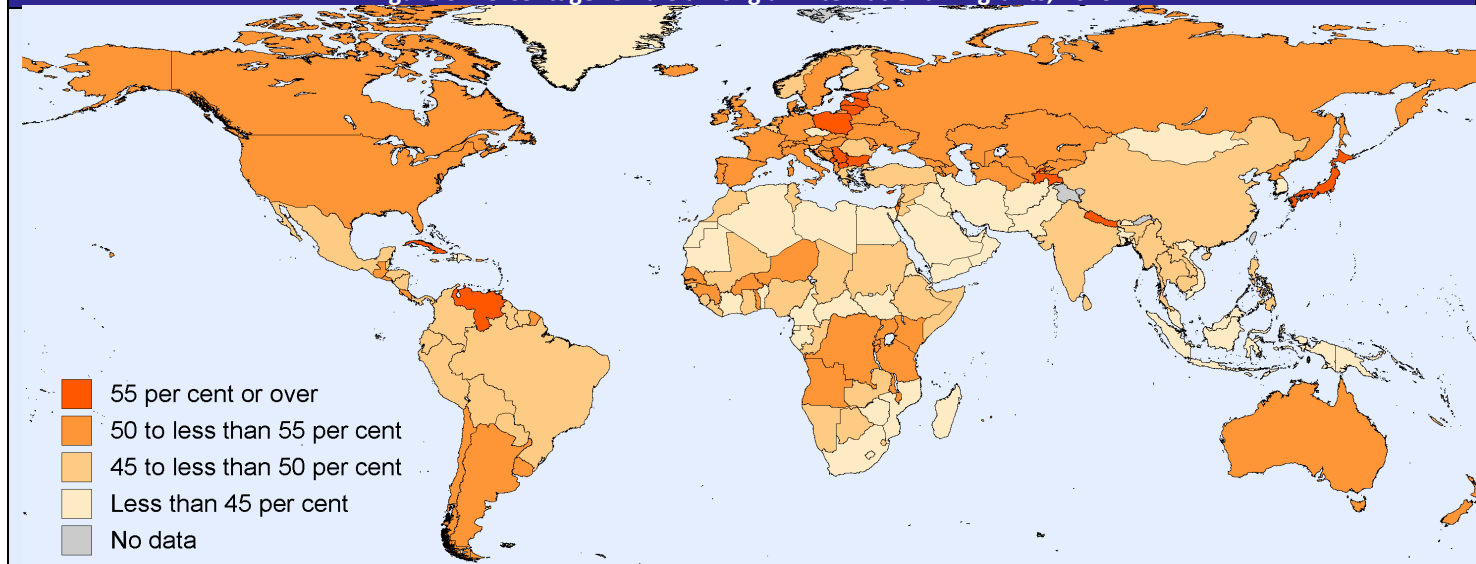 55 per cent or over
50 to less than 55 per cent
45 to less than 50 per cent
Less than 45 per cent
No data